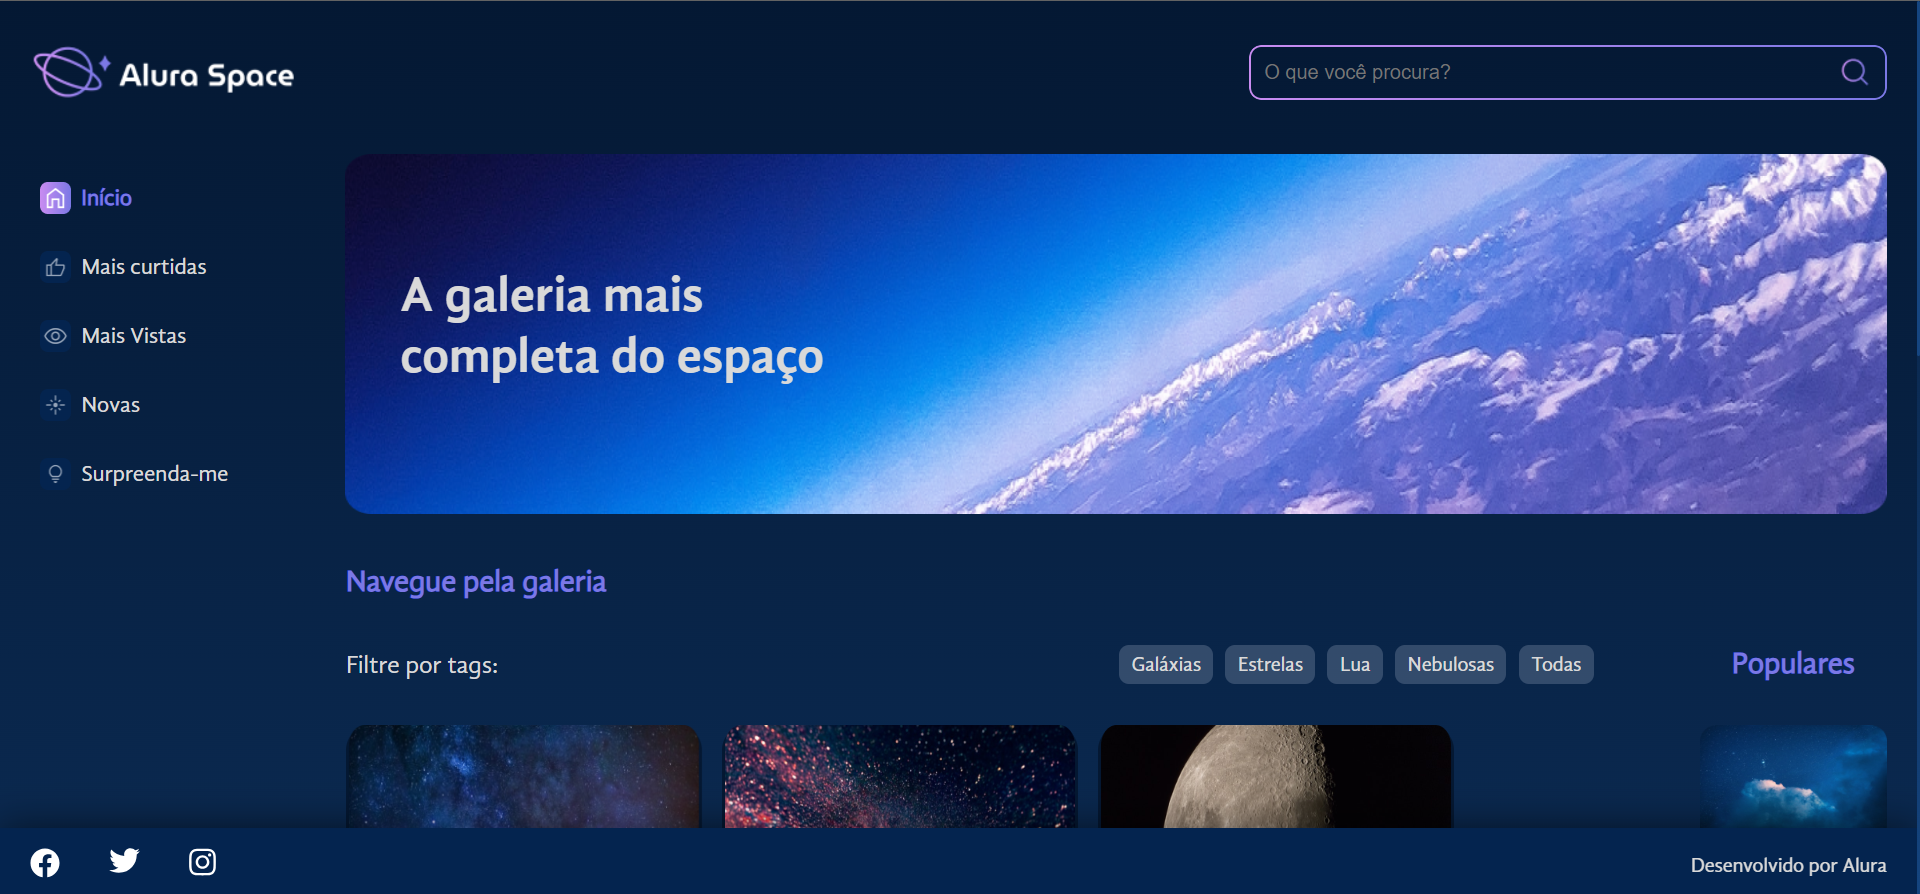 Alura Space
O que você procura?
Início
Mais curtidas
Mais Vistas
Novas
Surpreenda-me
A galeria mais
completa do espaço
Navegue pela galeria
Filtre por tags:
Galáxias
Estrelas
Lua
Nebulosas
Todas
Populares
Desenvolvido por Alura